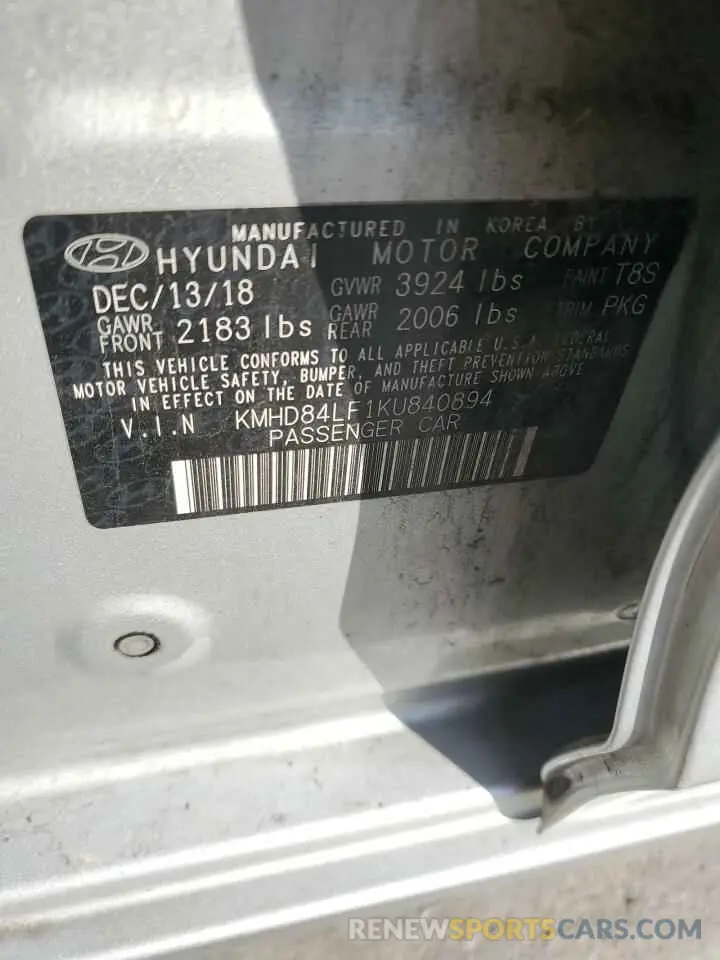 MANUFACTURED IN KOREA BY
HYUNDAI MOTOR COMPANY
DEC/13/18 GVWR 3924 lbs PAINT T8S
GAWR FRONT 2183 lbs GAWR REAR 2006 lbs TRIM PKG
THIS VEHICLE CONFORMS TO ALL APPLICABLE U.S.A. FEDERAL
MOTOR VEHICLE SAFETY, BUMPER, AND THEFT PREVENTION STANDARDS
IN EFFECT ON THE DATE OF MANUFACTURE SHOWN ABOVE
V.I.N KMHD84LF1KU840894
PASSENGER CAR
RENEWSPORTSCARS.COM